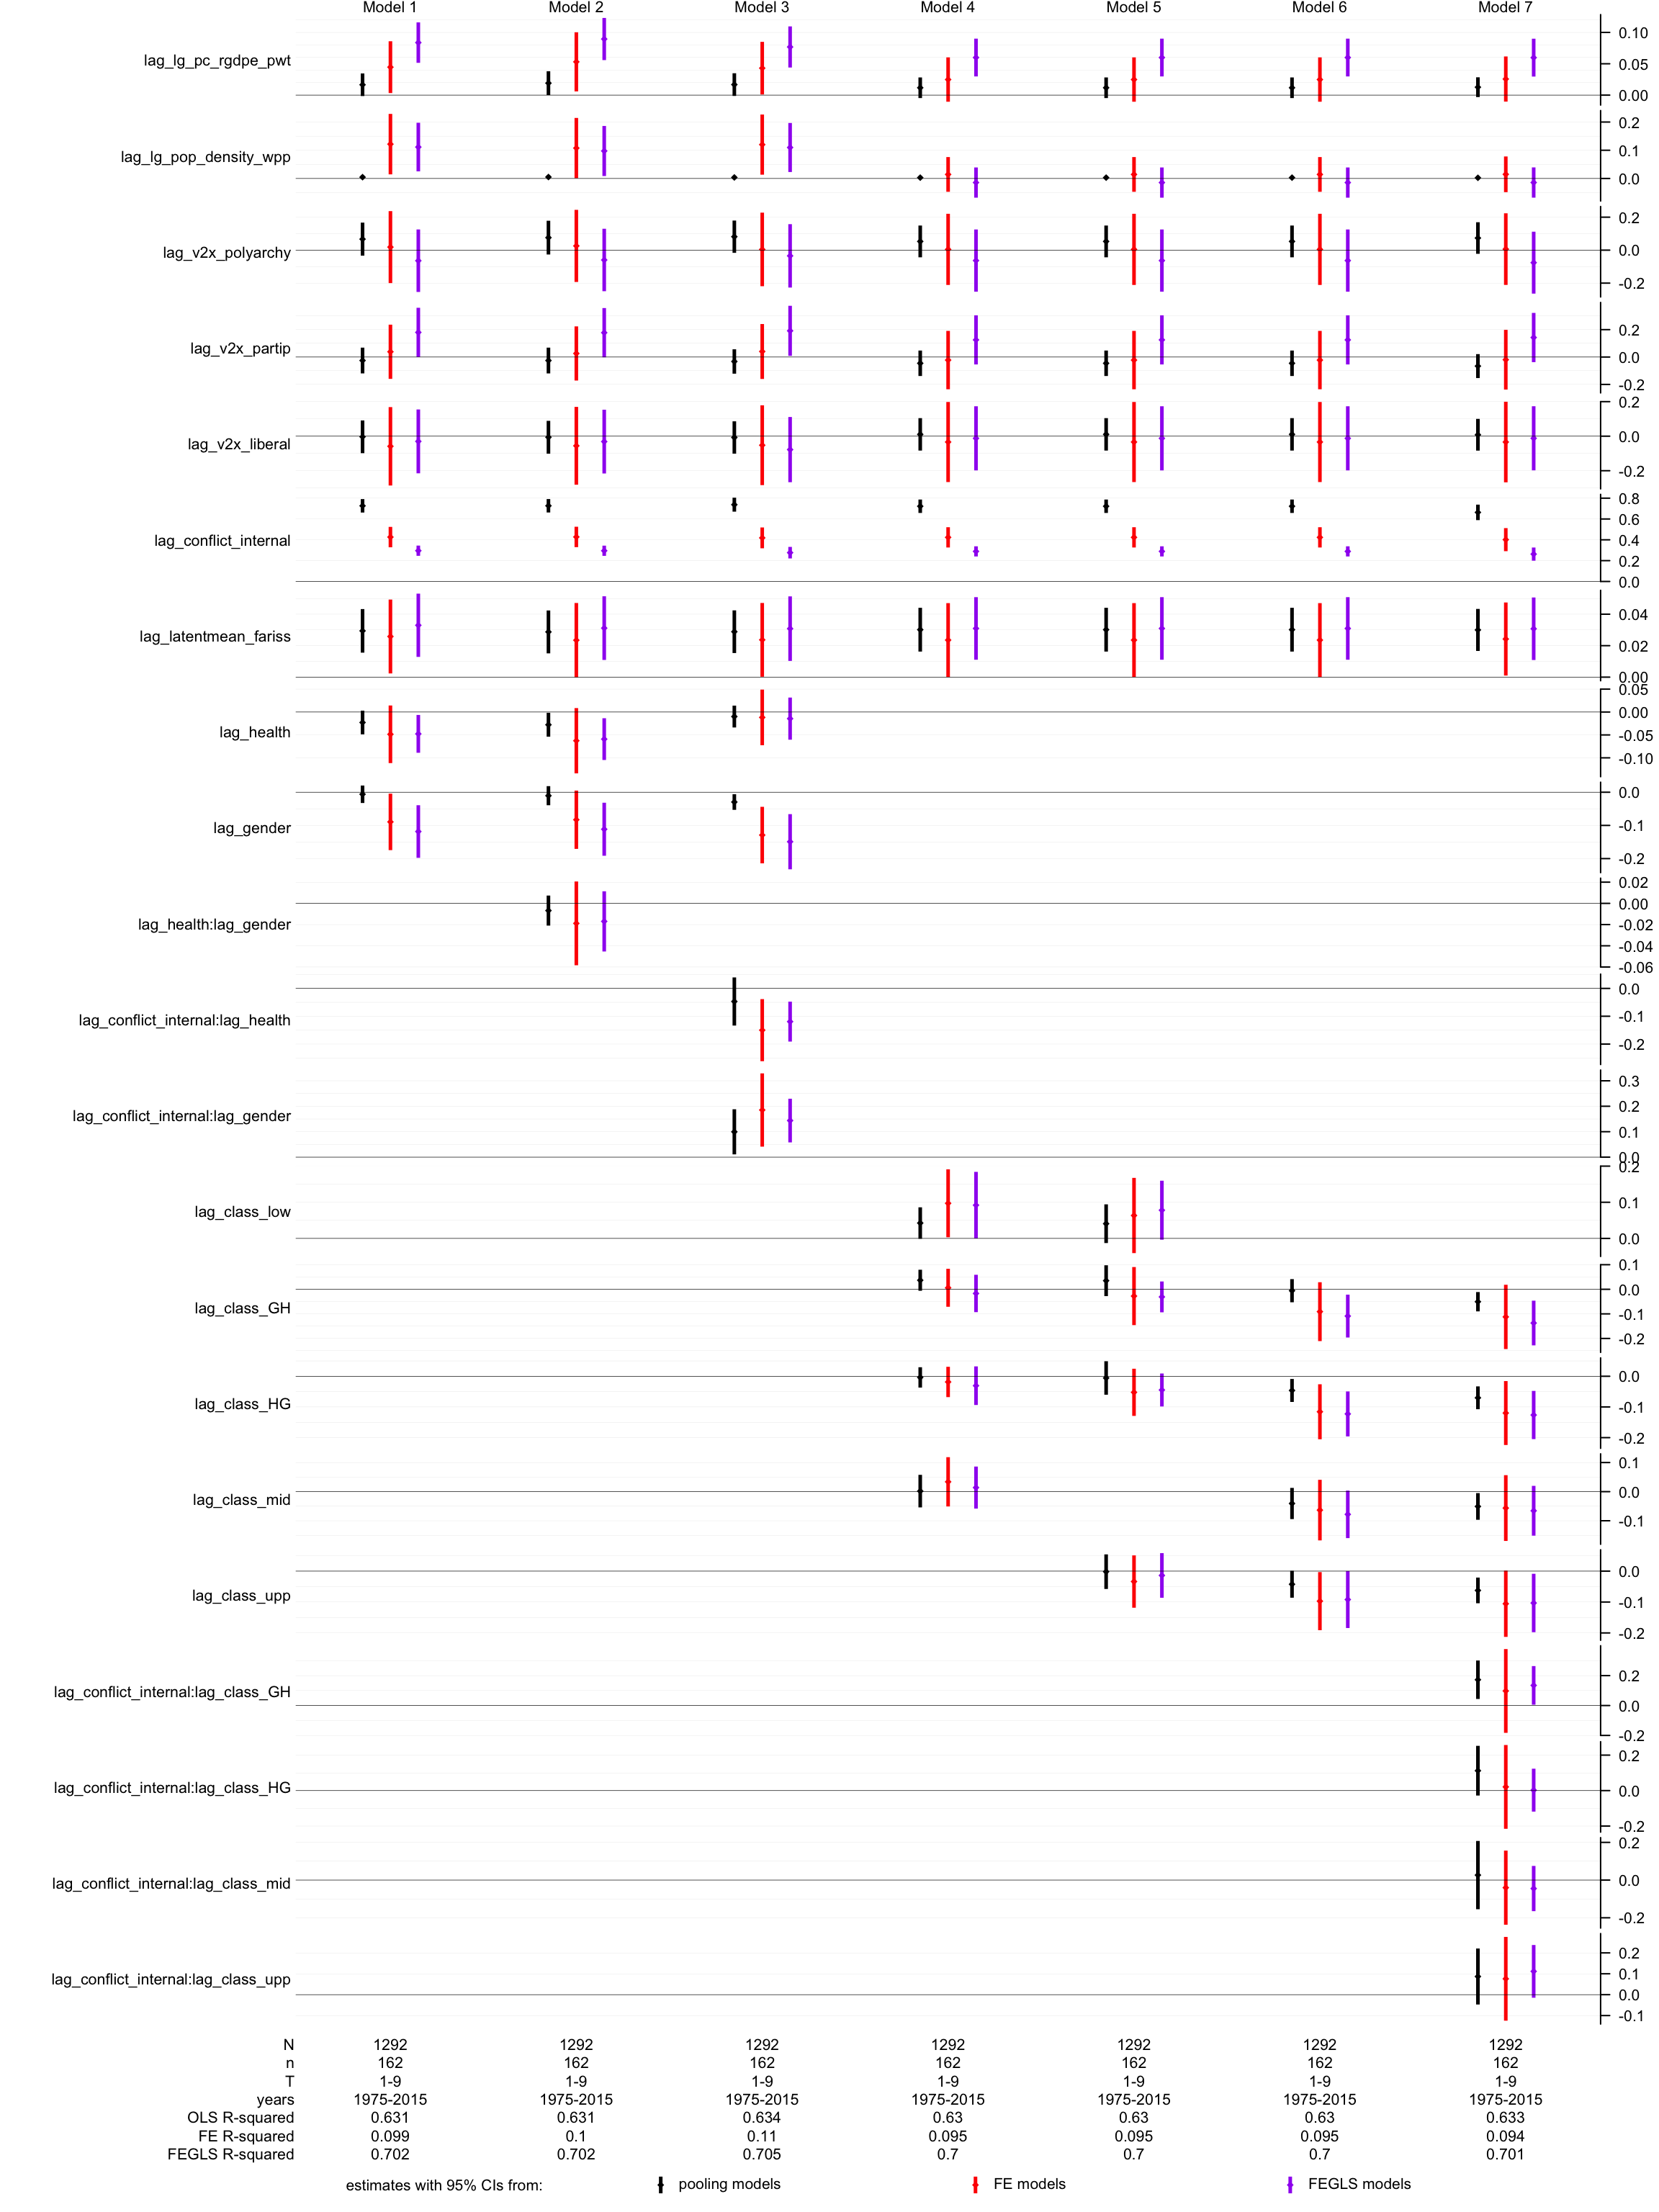 Model 1 Model 2 Model 3 Model 4 Model 5 Model 6 Model 7
lag_lg_pc_rgdpe_pwt
0.10
0.05
0.00
lag_lg_pop_density_wpp
0.2
0.1
0.0
lag_v2x_polyarchy
0.2
0.0
-0.2
lag_v2x_partip
0.2
0.0
-0.2
lag_v2x_liberal
0.2
0.0
-0.2
lag_conflict_internal
0.8
0.6
0.4
0.2
0.0
lag_latentmean_fariss
0.04
0.02
0.00
lag_health
0.05
0.00
-0.05
-0.10
lag_gender
0.0
-0.1
-0.2
lag_health:lag_gender
0.02
0.00
-0.02
-0.04
-0.06
lag_conflict_internal:lag_health
0.0
-0.1
-0.2
lag_conflict_internal:lag_gender
0.3
0.2
0.1
0.0
lag_class_low
0.2
0.1
0.0
lag_class_GH
0.1
0.0
-0.1
-0.2
lag_class_HG
0.0
-0.1
-0.2
lag_class_mid
0.1
0.0
-0.1
lag_class_upp
0.0
-0.1
-0.2
lag_conflict_internal:lag_class_GH
0.2
0.0
-0.2
lag_conflict_internal:lag_class_HG
0.2
0.0
-0.2
lag_conflict_internal:lag_class_mid
0.2
0.0
-0.2
lag_conflict_internal:lag_class_upp
0.2
0.1
0.0
-0.1
N 1292 1292 1292 1292 1292 1292 1292
n 162 162 162 162 162 162 162
T 1-9 1-9 1-9 1-9 1-9 1-9 1-9
years 1975-2015 1975-2015 1975-2015 1975-2015 1975-2015 1975-2015 1975-2015
OLS R-squared 0.631 0.631 0.634 0.63 0.63 0.63 0.633
FE R-squared 0.099 0.1 0.11 0.095 0.095 0.095 0.094
FEGLS R-squared 0.702 0.702 0.705 0.7 0.7 0.7 0.701
estimates with 95% CIs from: pooling models FE models FEGLS models